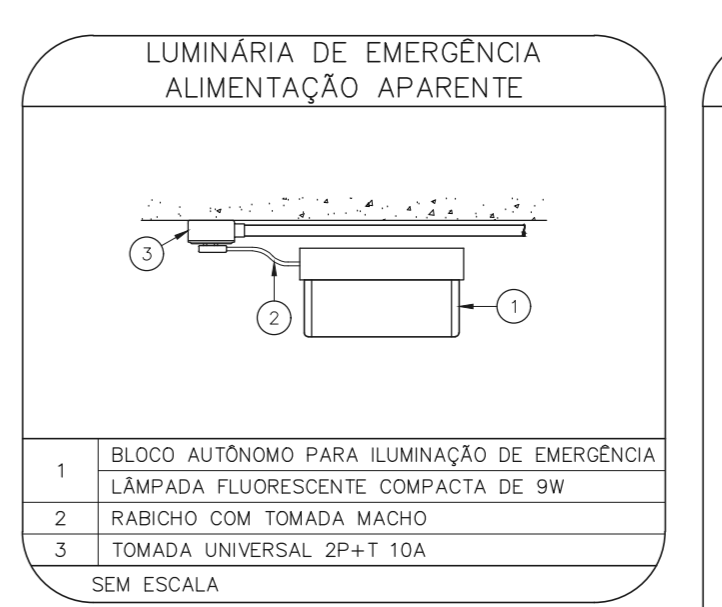 LUMINÁRIA DE EMERGÊNCIA
ALIMENTAÇÃO APARENTE
3
2
1
1 BLOCO AUTÔNOMO PARA ILUMINAÇÃO DE EMERGÊNCIA
LÂMPADA FLUORESCENTE COMPACTA DE 9W
2 RABICHO COM TOMADA MACHO
3 TOMADA UNIVERSAL 2P+T 10A
SEM ESCALA